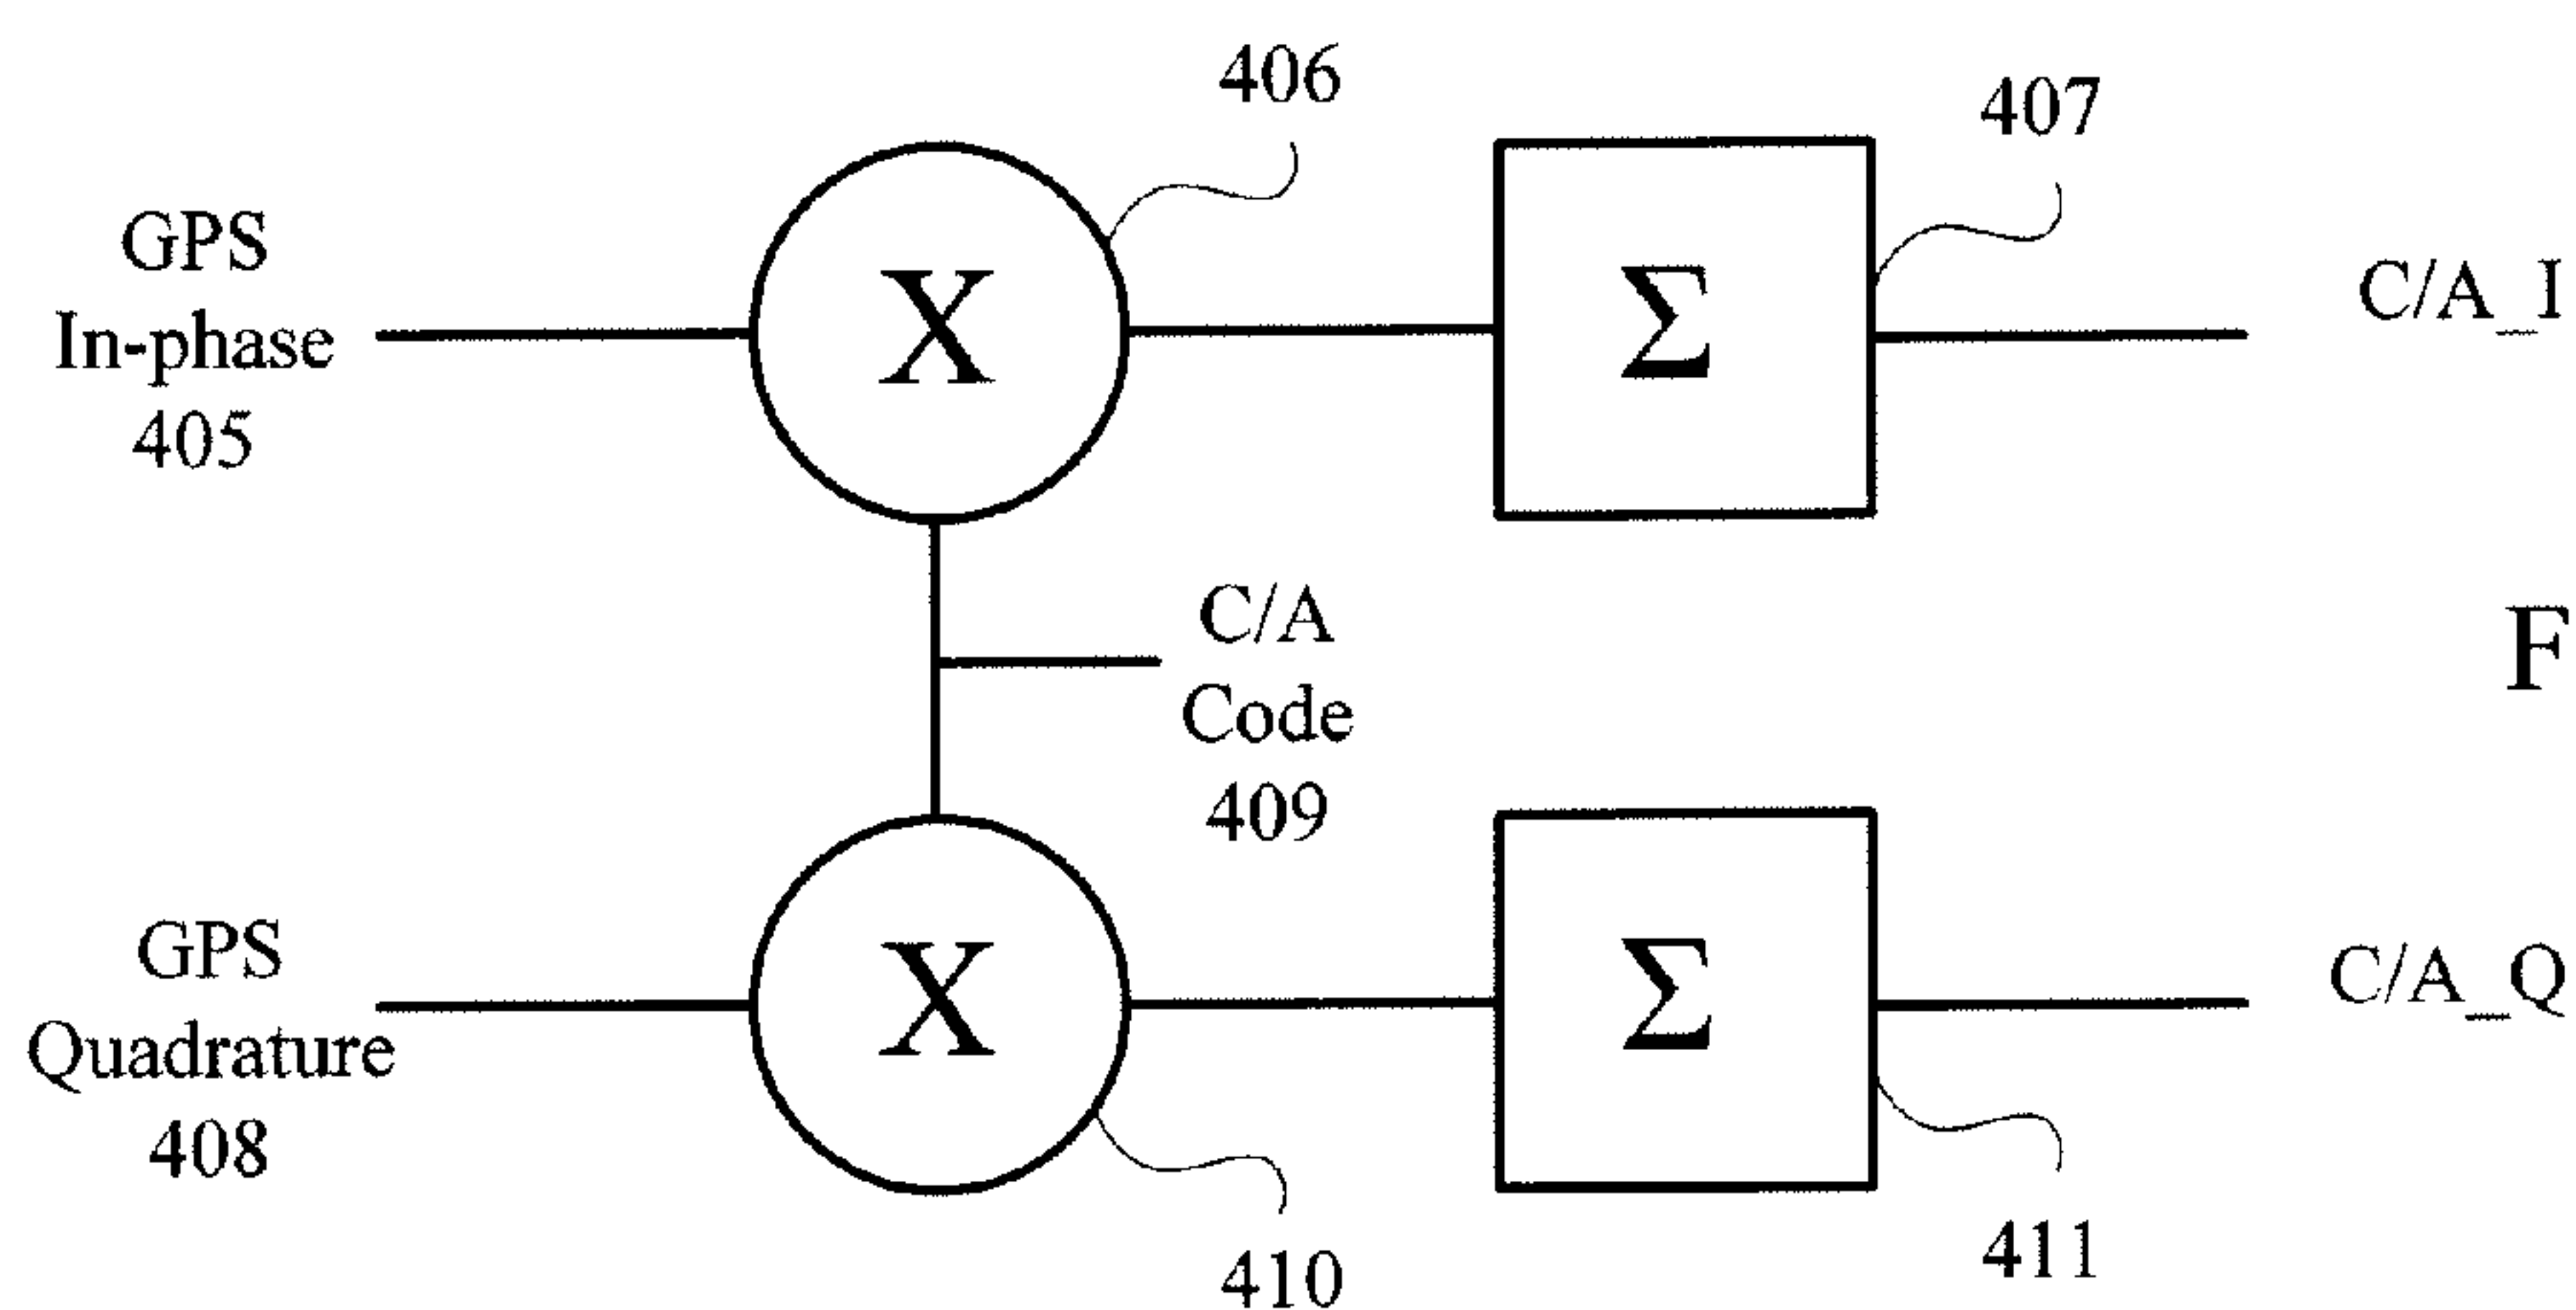 406
407
GPS
In-phase
405
X
Σ
C/A_I
C/A
Code
409
F
GPS
Quadrature
408
X
Σ
C/A_Q
410
411